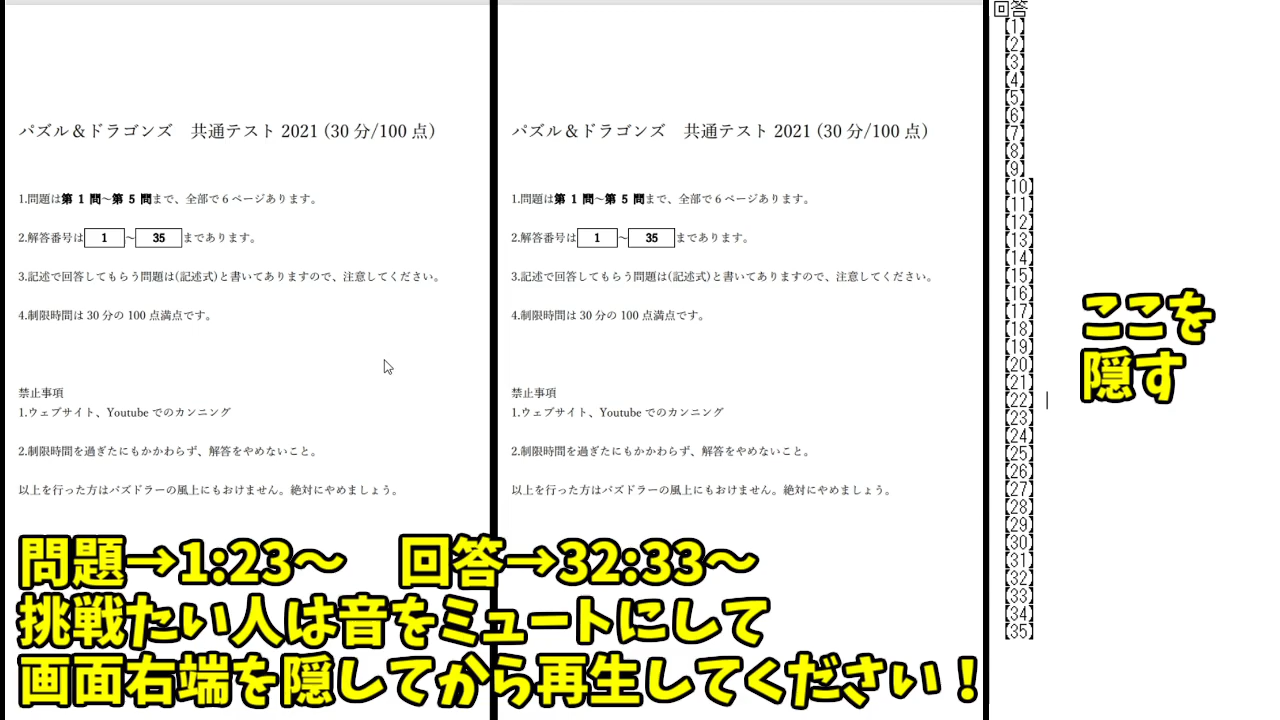 パズル＆ドラゴンズ　共通テスト 2021 (30 分/100 点)
1.問題は第 1 問～第 5 問まで、全部で 6 ページあります。
2.解答番号は 1 ～ 35 まであります。
3.記述で回答してもらう問題は(記述式)と書いてありますので、注意してください。
4.制限時間は 30 分の 100 点満点です。
禁止事項
1.ウェブサイト、Youtube でのカンニング
2.制限時間を過ぎたにもかかわらず、解答をやめないこと。
以上を行った方はパズドラーの風上にもおけません。絶対にやめましょう。
パズル＆ドラゴンズ　共通テスト 2021 (30 分/100 点)
1.問題は第 1 問～第 5 問まで、全部で 6 ページあります。
2.解答番号は 1 ～ 35 まであります。
3.記述で回答してもらう問題は(記述式)と書いてありますので、注意してください。
4.制限時間は 30 分の 100 点満点です。
禁止事項
1.ウェブサイト、Youtube でのカンニング
2.制限時間を過ぎたにもかかわらず、解答をやめないこと。
以上を行った方はパズドラーの風上にもおけません。絶対にやめましょう。
回答
【1】
【2】
【3】
【4】
【5】
【6】
【7】
【8】
【9】
【10】
【11】
【12】
【13】
【14】
【15】
【16】
【17】
【18】
【19】
【20】
【21】
【22】
【23】
【24】
【25】
【26】
【27】
【28】
【29】
【30】
【31】
【32】
【33】
【34】
【35】
ここを
隠す
問題→1:23～　回答→32:33～
挑戦たい人は音をミュートにして
画面右端を隠してから再生してください！